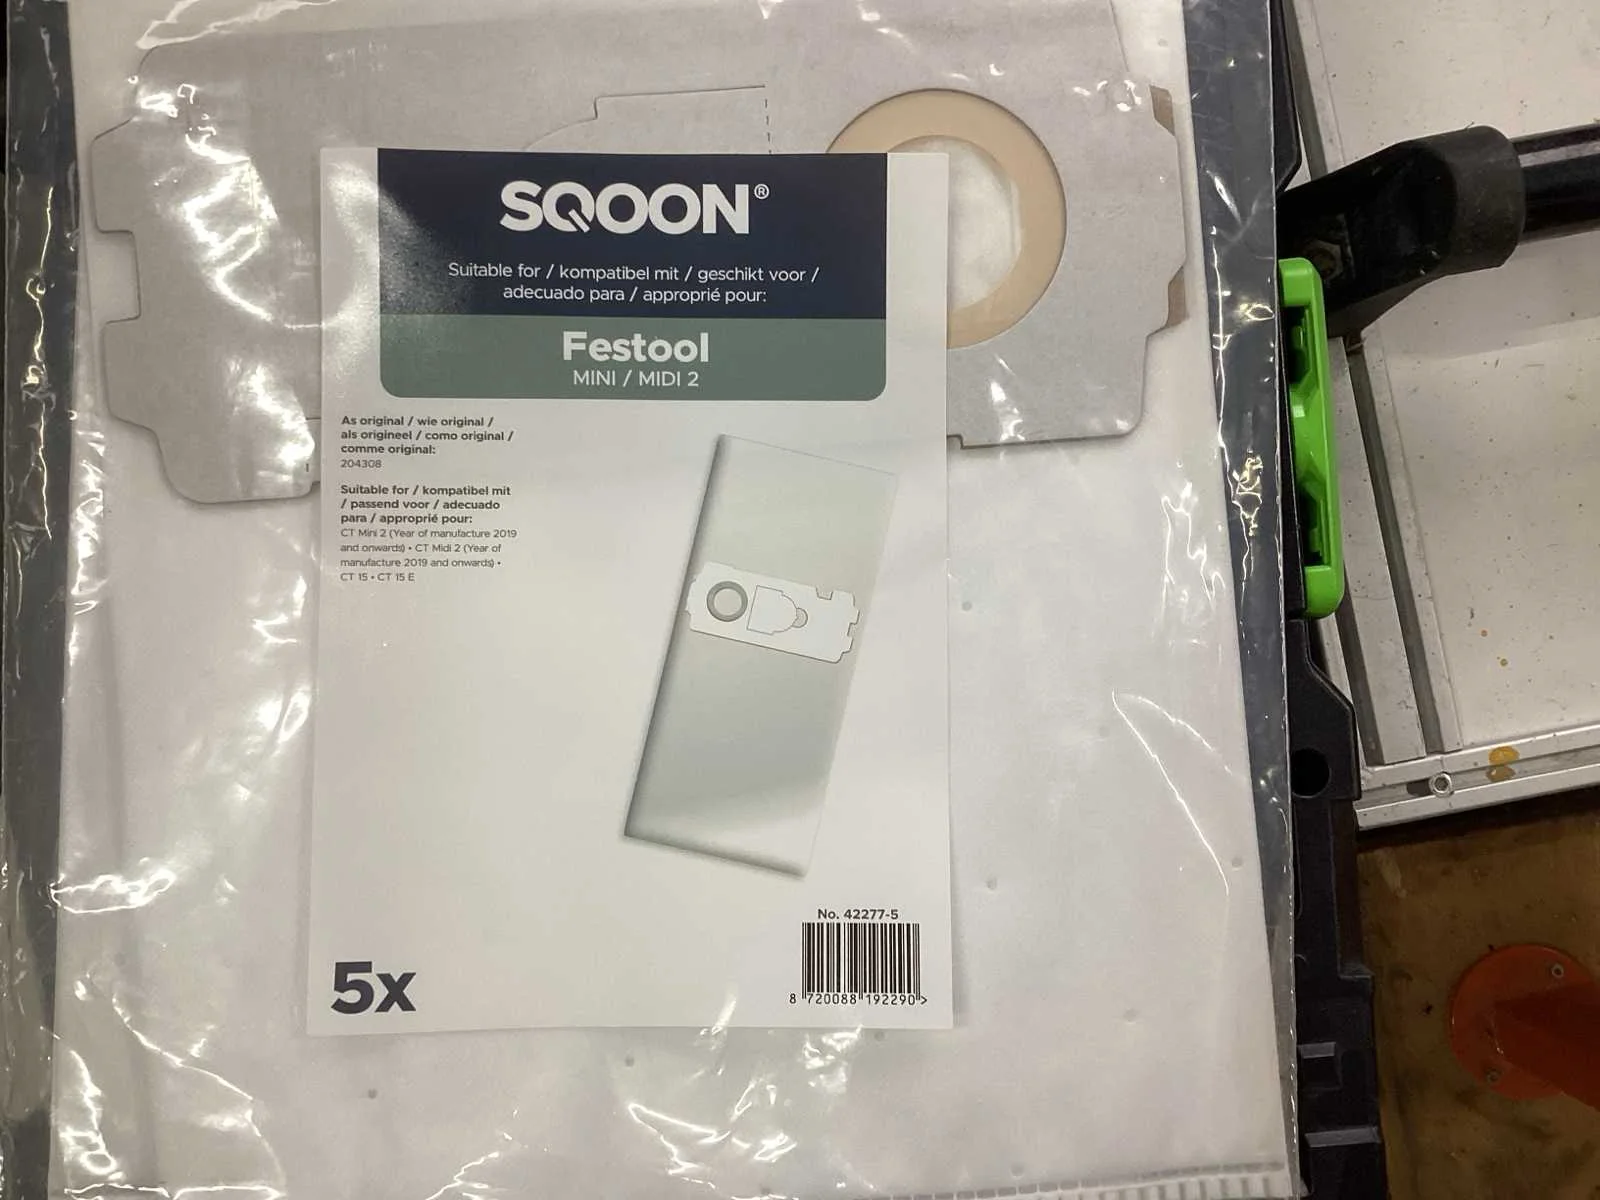 SQOON®
Suitable for / kompatibel mit / geschikt voor /
adecuado para / approprié pour:
Festool
MINI / MIDI 2
As original / wie original /
als origineel / como original /
comme original:
204308
Suitable for / kompatibel mit
/ passend voor / adecuado
para / approprié pour:
CT Mini 2 (Year of manufacture 2019
and onwards) • CT Midi 2 (Year of
manufacture 2019 and onwards) •
CT 15 • CT 15 E
No. 42277-5
8 720088 192290 >
5x